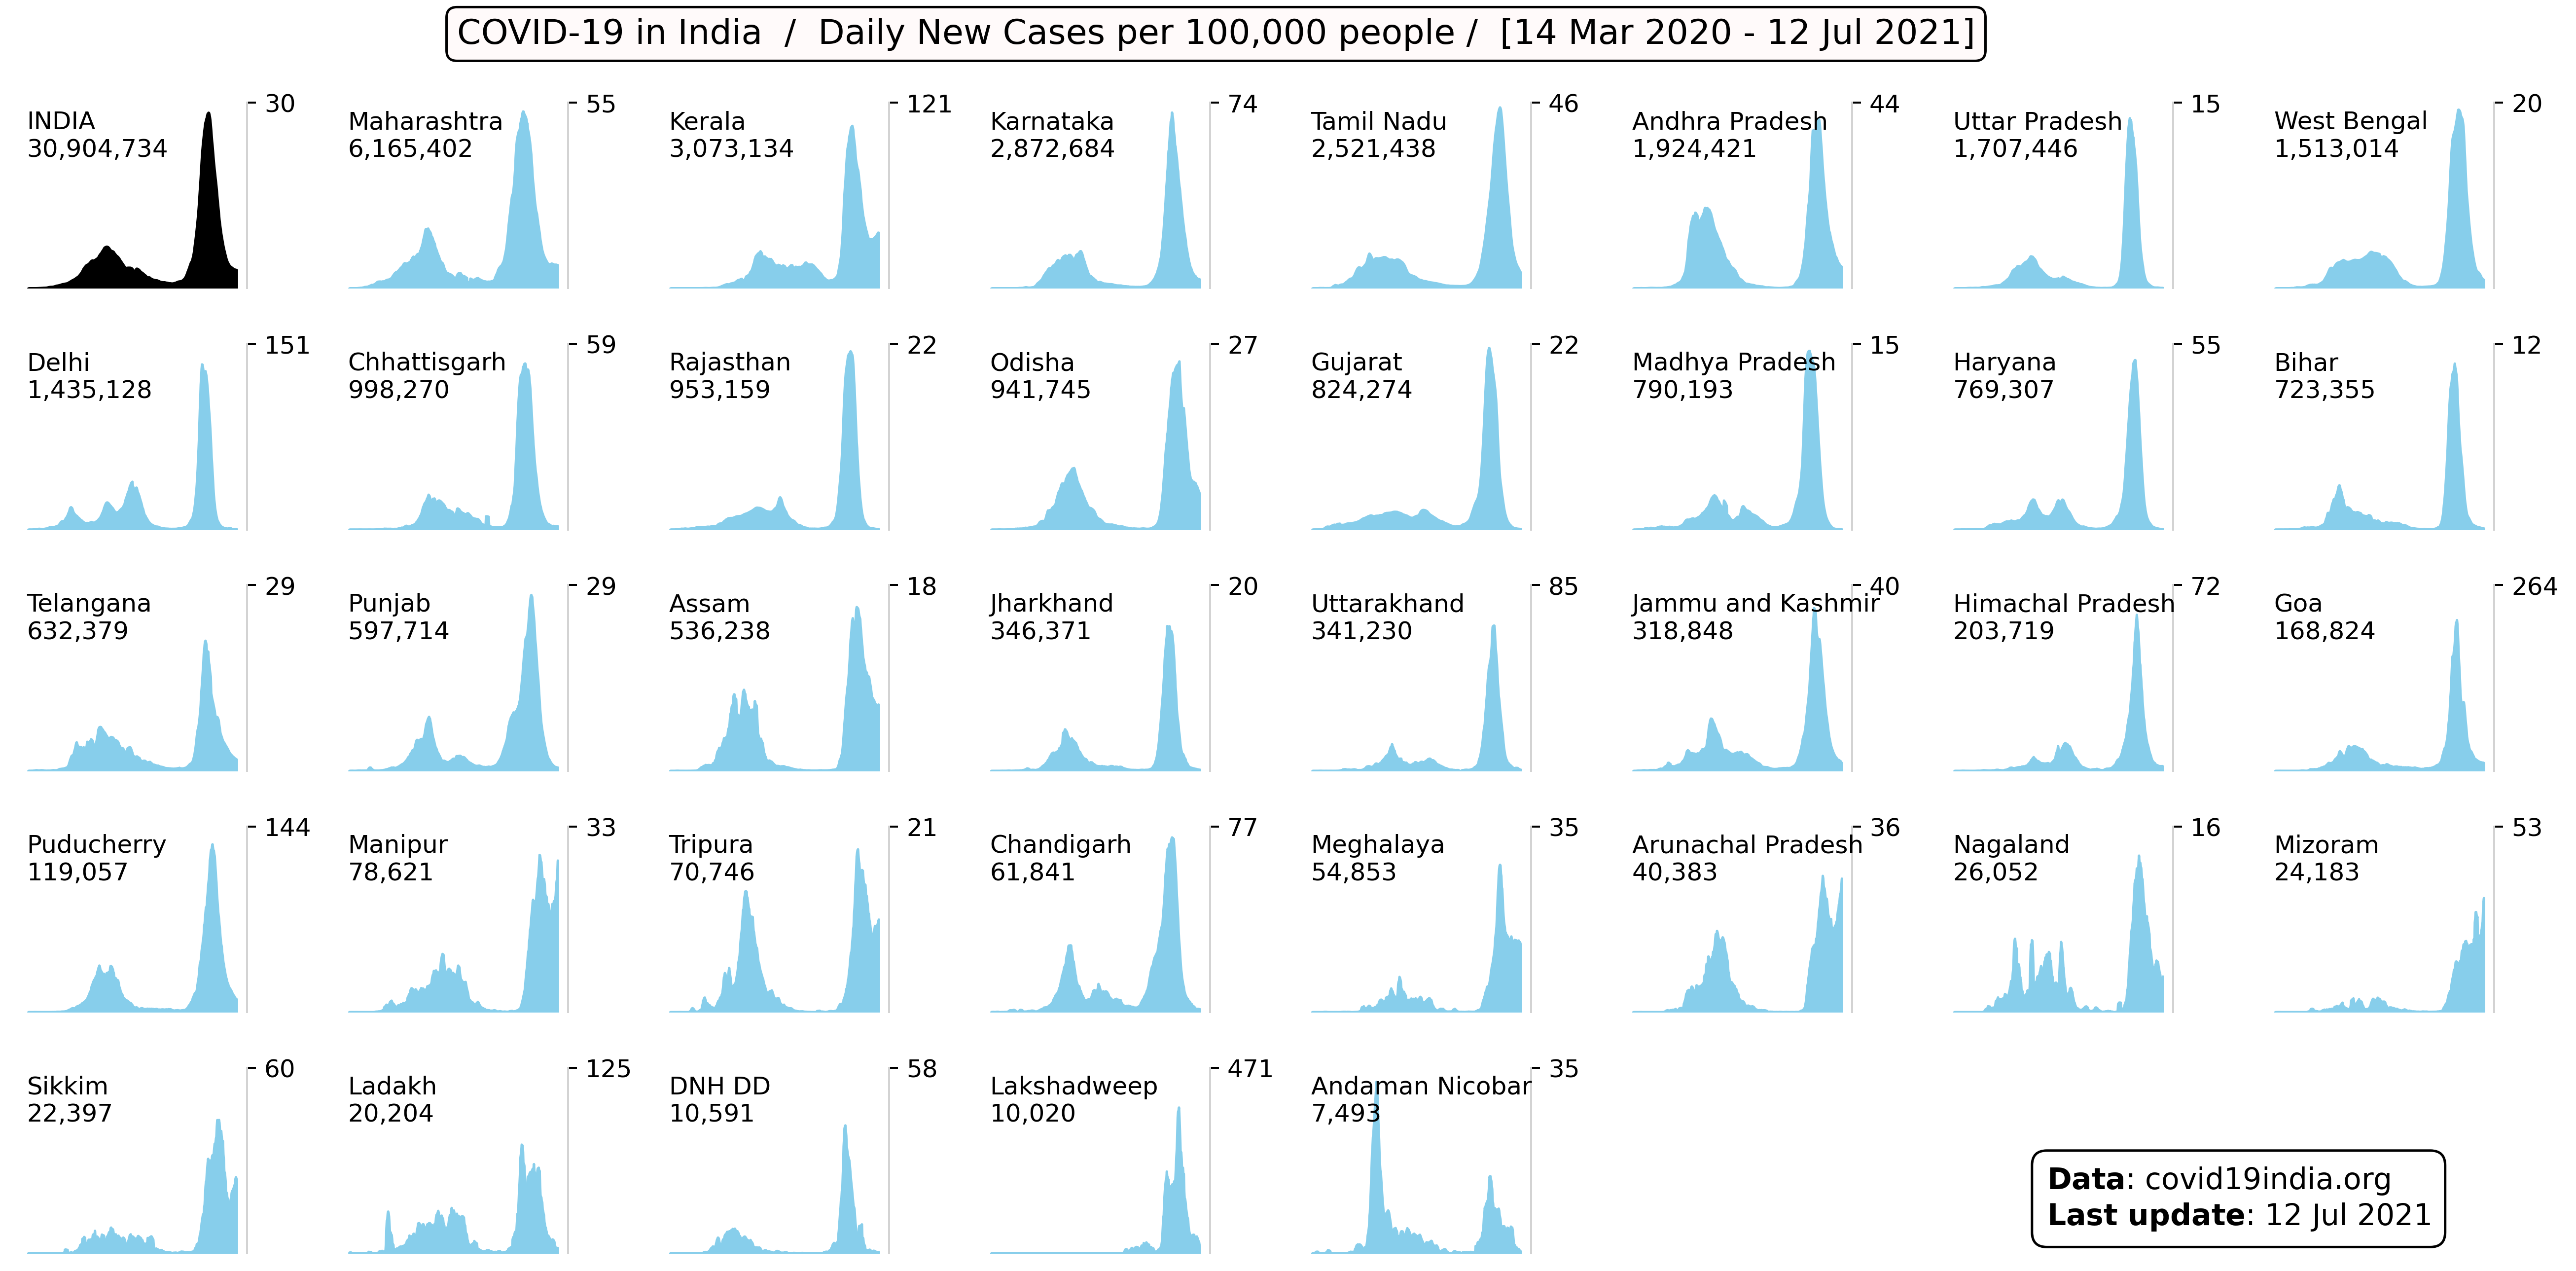 COVID-19 in India / Daily New Cases per 100,000 people / [14 Mar 2020 - 12 Jul 2021]
INDIA
30,904,734
30
Maharashtra
6,165,402
55
Kerala
3,073,134
121
Karnataka
2,872,684
74
Tamil Nadu
2,521,438
46
Andhra Pradesh
1,924,421
44
Uttar Pradesh
1,707,446
15
West Bengal
1,513,014
20
Delhi
1,435,128
151
Chhattisgarh
998,270
59
Rajasthan
953,159
22
Odisha
941,745
27
Gujarat
824,274
22
Madhya Pradesh
790,193
15
Haryana
769,307
55
Bihar
723,355
12
Telangana
632,379
29
Punjab
597,714
29
Assam
536,238
18
Jharkhand
346,371
20
Uttarakhand
341,230
85
Jammu and Kashmir
318,848
40
Himachal Pradesh
203,719
72
Goa
168,824
264
Puducherry
119,057
144
Manipur
78,621
33
Tripura
70,746
21
Chandigarh
61,841
77
Meghalaya
54,853
35
Arunachal Pradesh
40,383
36
Nagaland
26,052
16
Mizoram
24,183
53
Sikkim
22,397
60
Ladakh
20,204
125
DNH DD
10,591
58
Lakshadweep
10,020
471
Andaman Nicobar
7,493
35
Data: covid19india.org
Last update: 12 Jul 2021